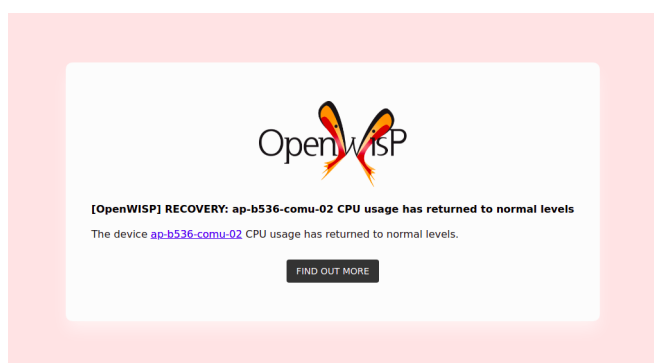 OpenWISP
[OpenWISP] RECOVERY: ap-b536-comu-02 CPU usage has returned to normal levels
The device ap-b536-comu-02 CPU usage has returned to normal levels.
FIND OUT MORE